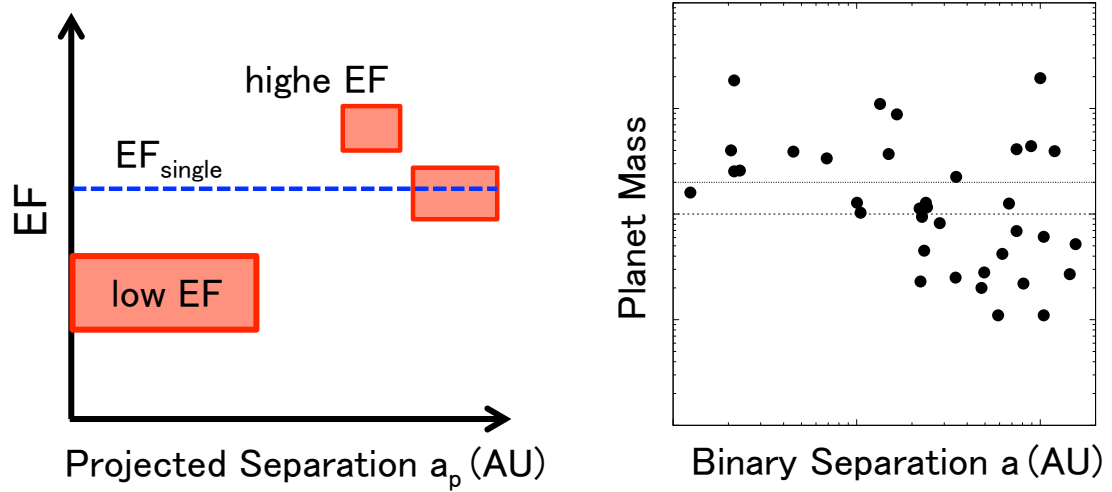 highe EF
EF_single
EF
low EF
Projected Separation a_p (AU)
Planet Mass
Binary Separation a (AU)